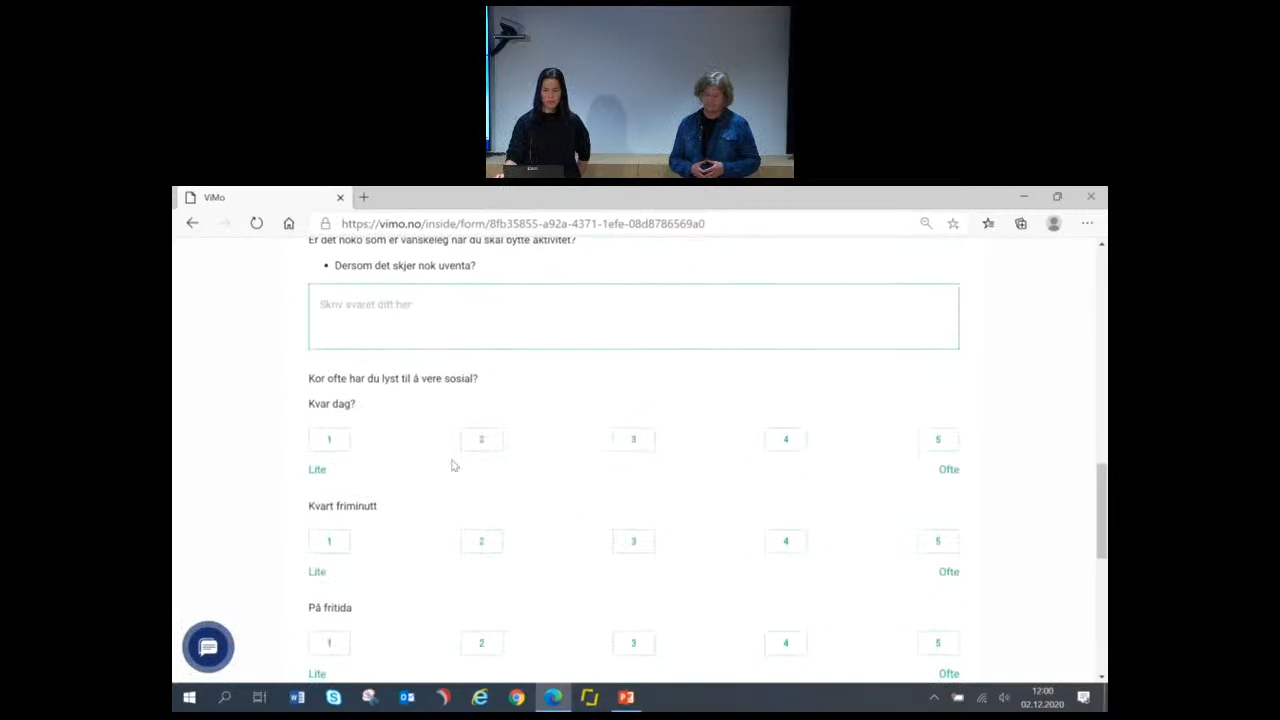 ViMo
https://vimo.no/inside/form/8fb35855-a92a-4371-1efe-08d8786569a0
Er det noko som er vanskeleg når du skal bytte aktivitet?
• Dersom det skjer nok uventa?
Skriv svaret ditt her
Kor ofte har du lyst til å vere sosial?
Kvar dag?
1 2 3 4 5
Lite Ofte
Kvart friminutt
1 2 3 4 5
Lite Ofte
På fritida
1 2 3 4 5
Lite Ofte
12:00
02.12.2020